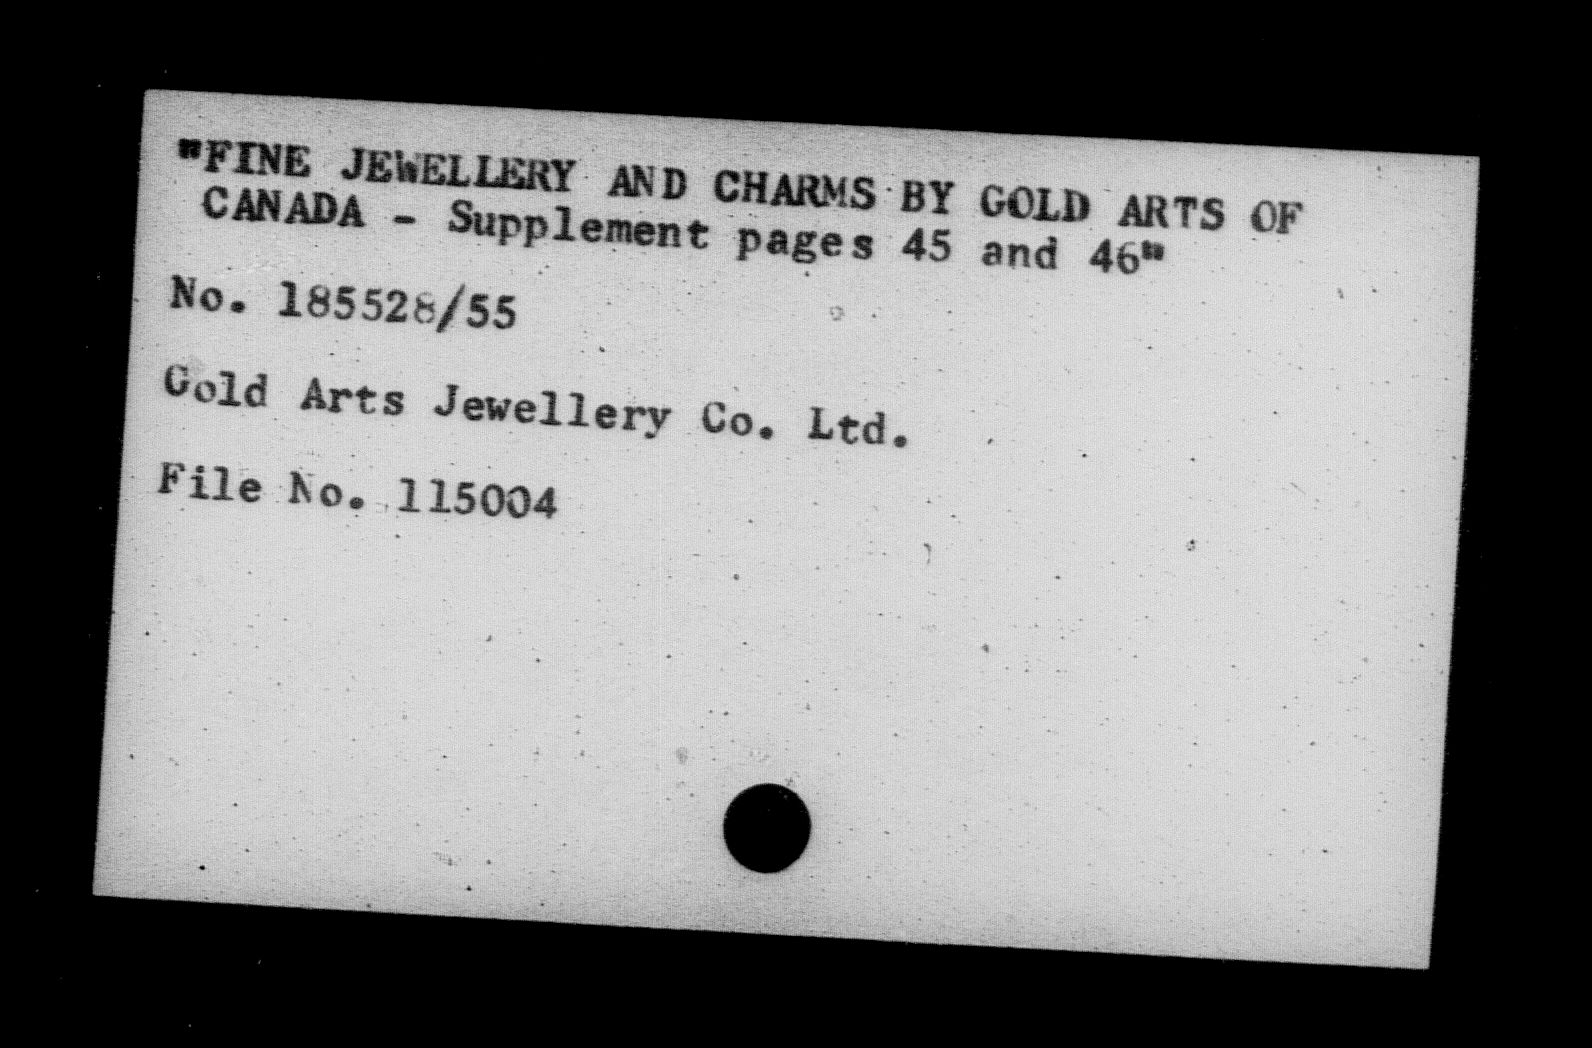 "FINE JEWELLERY AND CHARMS BY GOLD ARTS OF
CANADA - Supplement pages 45 and 46"
No. 185528/55
Gold Arts Jewellery Co. Ltd.
File No. 115004